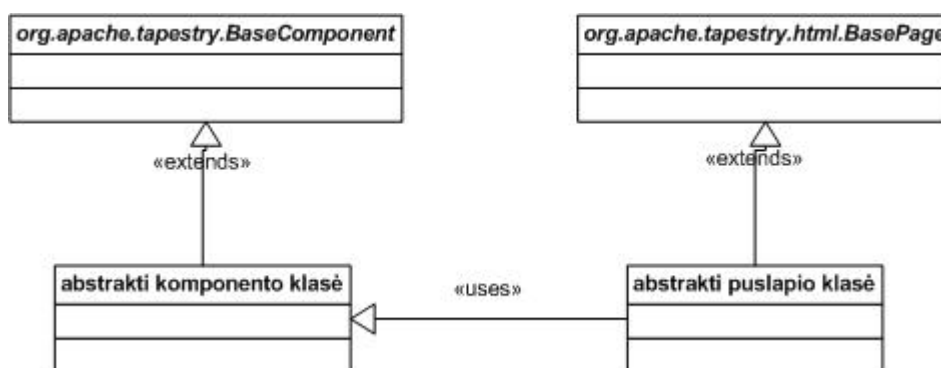 org.apache.tapestry.BaseComponent
org.apache.tapestry.html.BasePage
«extends»
«extends»
abstrakti komponento klasė
«uses»
abstrakti puslapio klasė